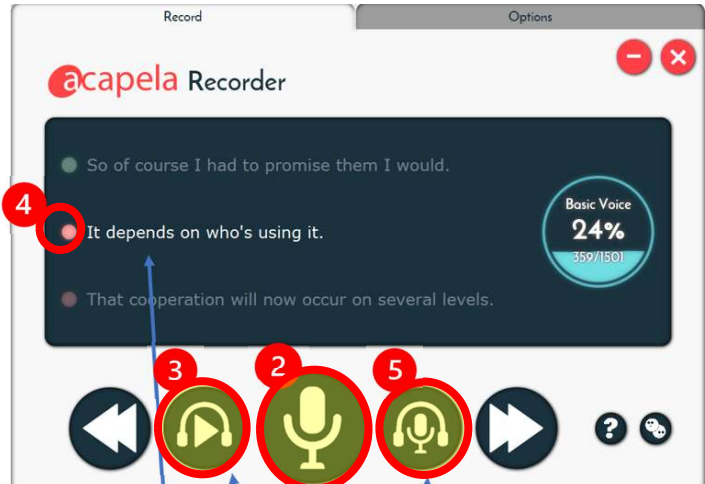 Record
Options
acapela Recorder
So of course I had to promise them I would.
4
It depends on who's using it.
Basic Voice
24%
359/1501
That cooperation will now occur on several levels.
3
2
5
?